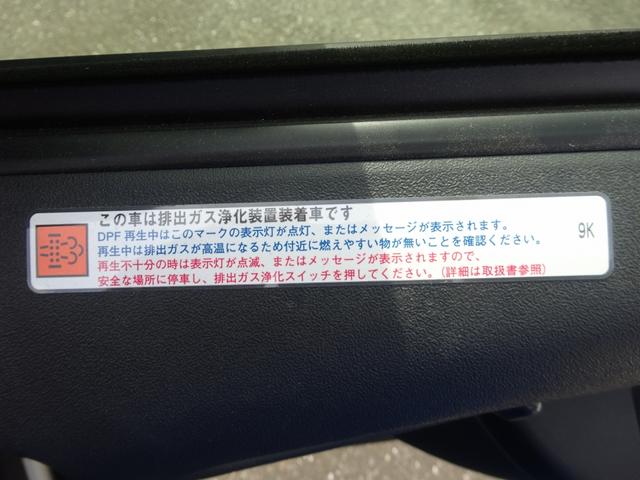 この車は排出ガス浄化装置装着車です
DPF 再生中はこのマークの表示灯が点灯、またはメッセージが表示されます。
再生中は排出ガスが高温になるため付近に燃えやすい物が無いことを確認ください。
再生不十分の時は表示灯が点滅、またはメッセージが表示されますので、
安全な場所に停車し、排出ガス浄化スイッチを押してください。(詳細は取扱書参照)
9K